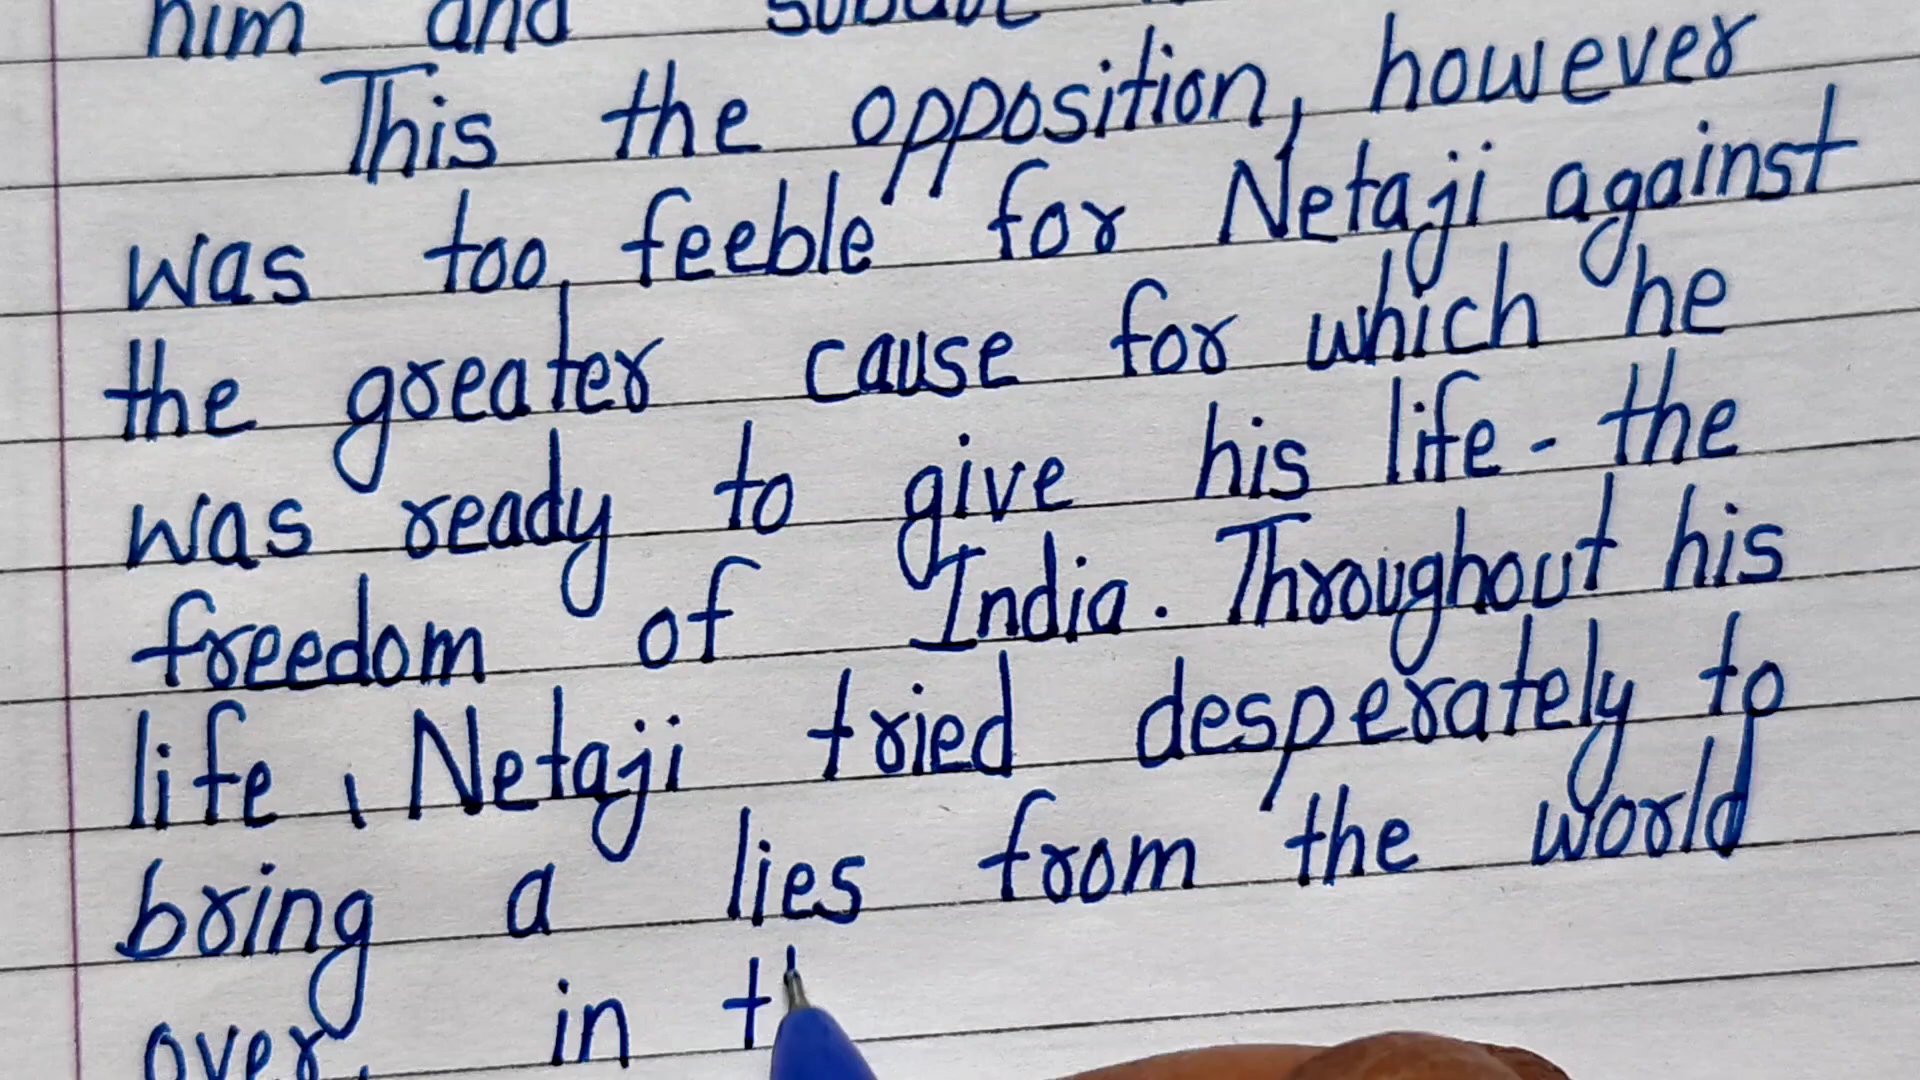 him and
This the opposition, however
was too, feeble for Netaji against
the greater cause for which he
was ready to give his life - the
freedom of India. Throughout his
life, Netaji tried desperately to
bring a lies from the world
over, in